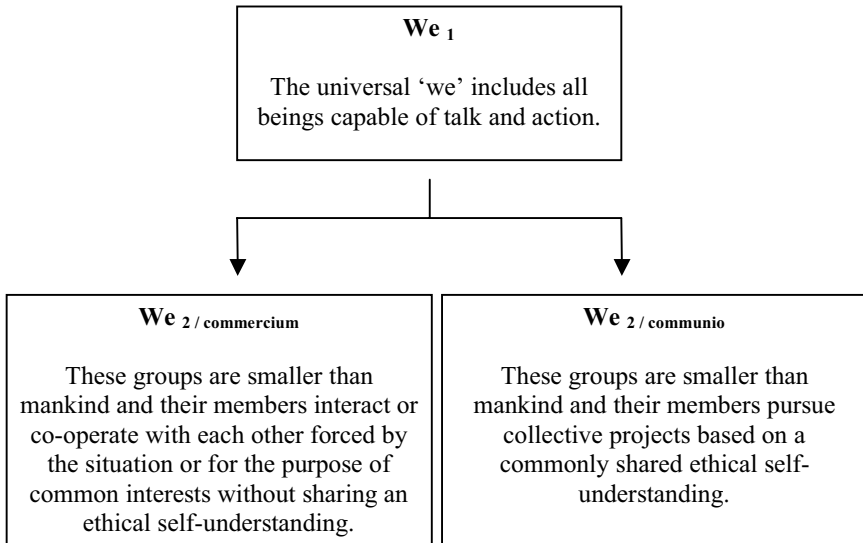 We 1
The universal ‘we’ includes all
beings capable of talk and action.
We 2 / commercium
These groups are smaller than
mankind and their members interact or
co-operate with each other forced by
the situation or for the purpose of
common interests without sharing an
ethical self-understanding.
We 2 / communio
These groups are smaller than
mankind and their members pursue
collective projects based on a
commonly shared ethical self-
understanding.